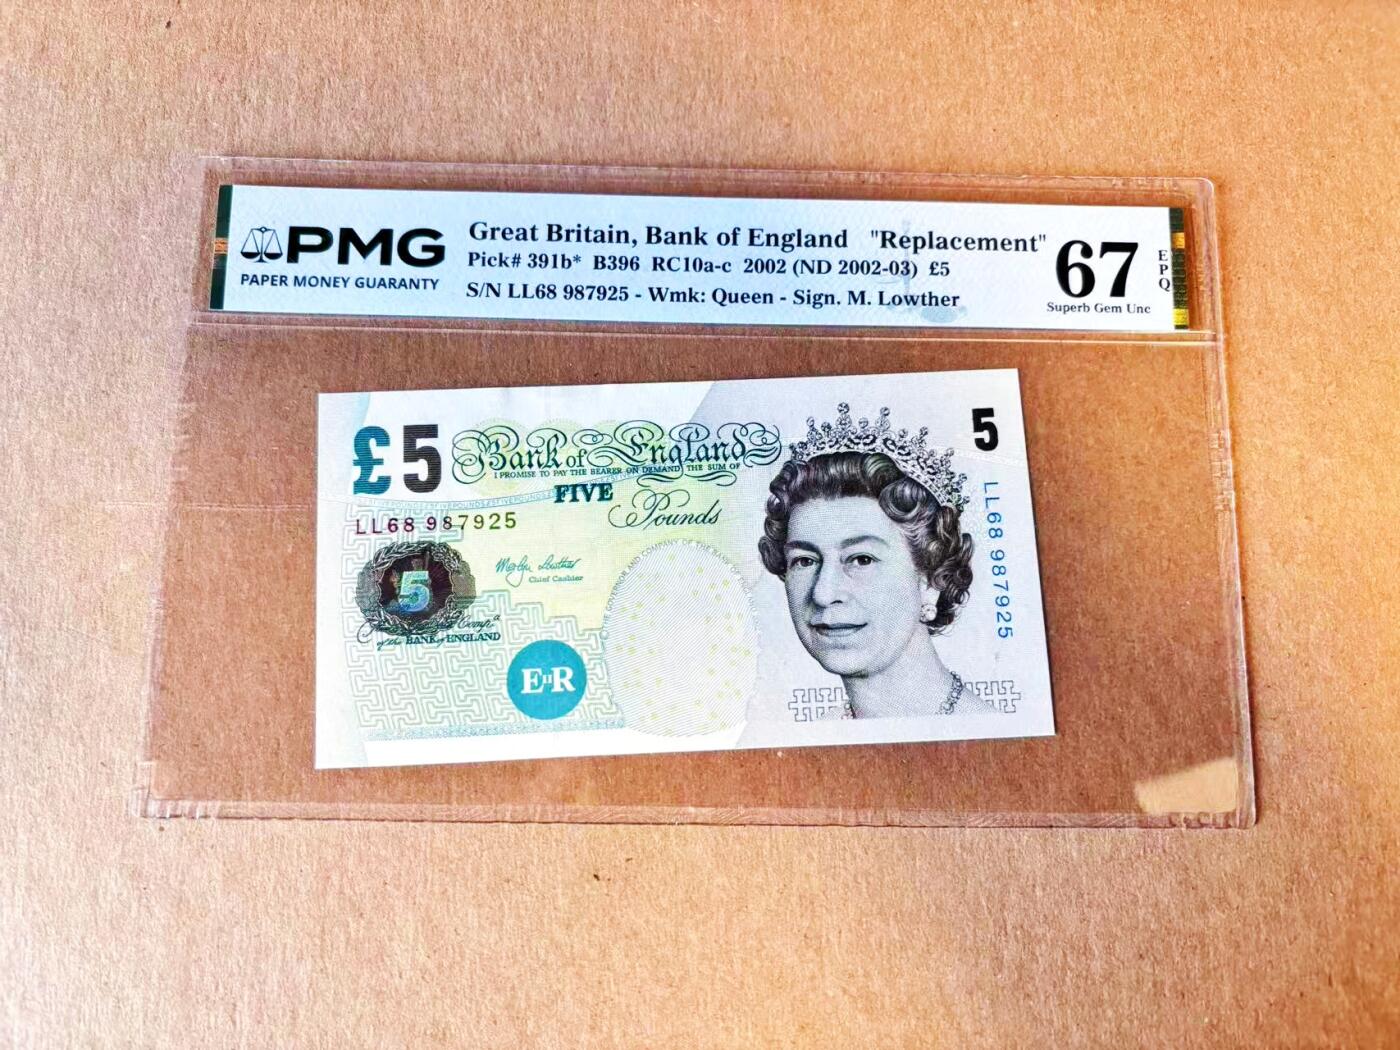 PMG
PAPER MONEY GUARANTY
Great Britain, Bank of England "Replacement"
Pick# 391b* B396 RC10a-c 2002 (ND 2002-03) £5
S/N LL68 987925 - Wmk: Queen - Sign. M. Lowther
67
Superb Gem Unc
EPQ
£5
Bank of England
I PROMISE TO PAY THE BEARER ON DEMAND THE SUM OF
FIVE
Pounds
5
LL68 987925
LL68 987925
5
Chief Cashier
of the BANK of ENGLAND
EIIR